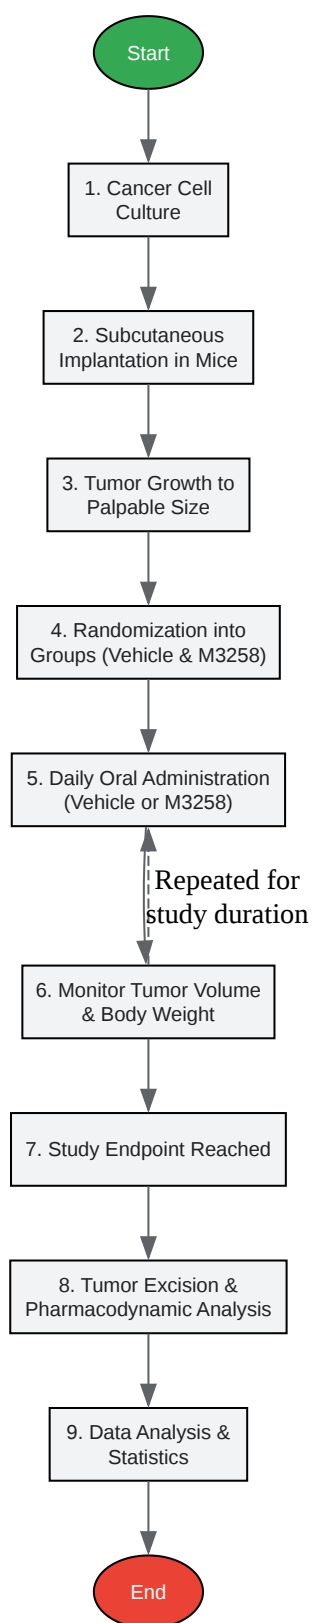 Start
1. Cancer Cell
Culture
2. Subcutaneous
Implantation in Mice
3. Tumor Growth to
Palpable Size
4. Randomization into
Groups (Vehicle & M3258)
5. Daily Oral Administration
(Vehicle or M3258)
Repeated for
study duration
6. Monitor Tumor Volume
& Body Weight
7. Study Endpoint Reached
8. Tumor Excision &
Pharmacodynamic Analysis
9. Data Analysis &
Statistics
End